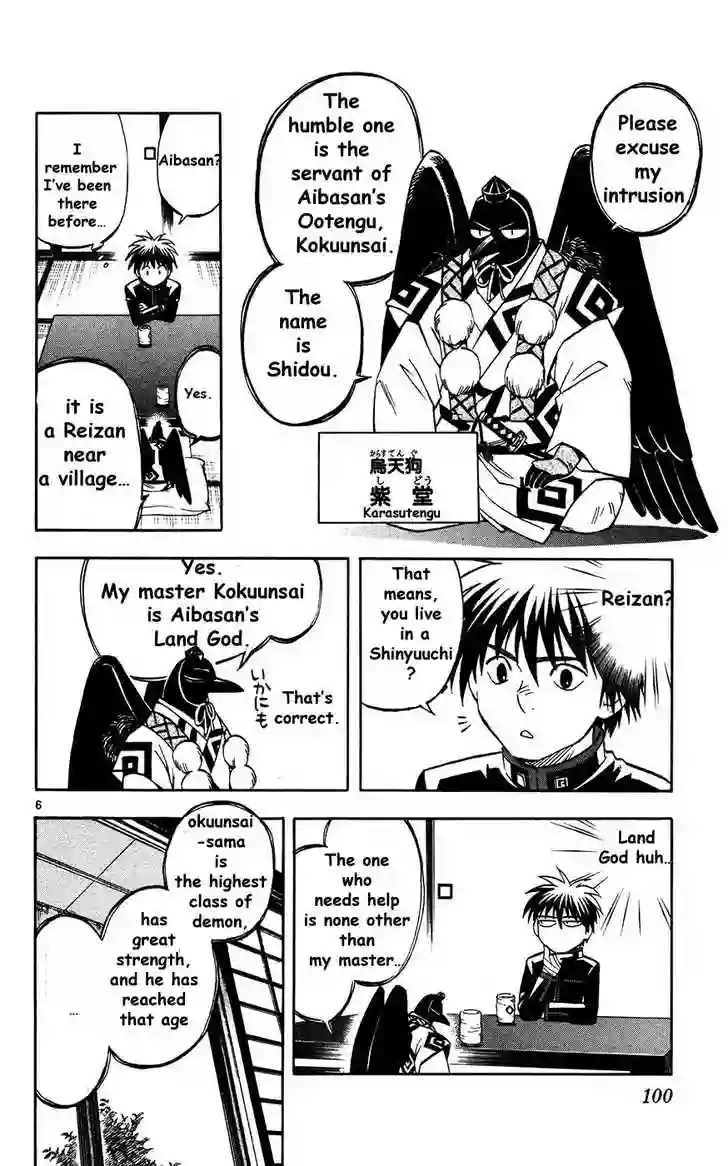 Please
excuse
my
intrusion
The
humble one
is the
servant of
Aibasan's
Ootengu,
Kokuunsai.
The
name
is
Shidou.
からすてんぐ
烏天狗
しどう
紫堂
Karasutengu
Aibasan?
I
remember
I've been
there
before...
Yes.
it is
a Reizan
near
a village...
Reizan?
That
means,
you live
in a
Shinyuuchi
?
Yes.
My master Kokuunsai
is Aibasan's
Land God.
いかにも
That's
correct.
6
Land
God huh..
The one
who
needs help
is none other
than
my master...
okuunsai
-sama
is
the highest
class of
demon,
has
great
strength,
and he has
reached
that age
...
100